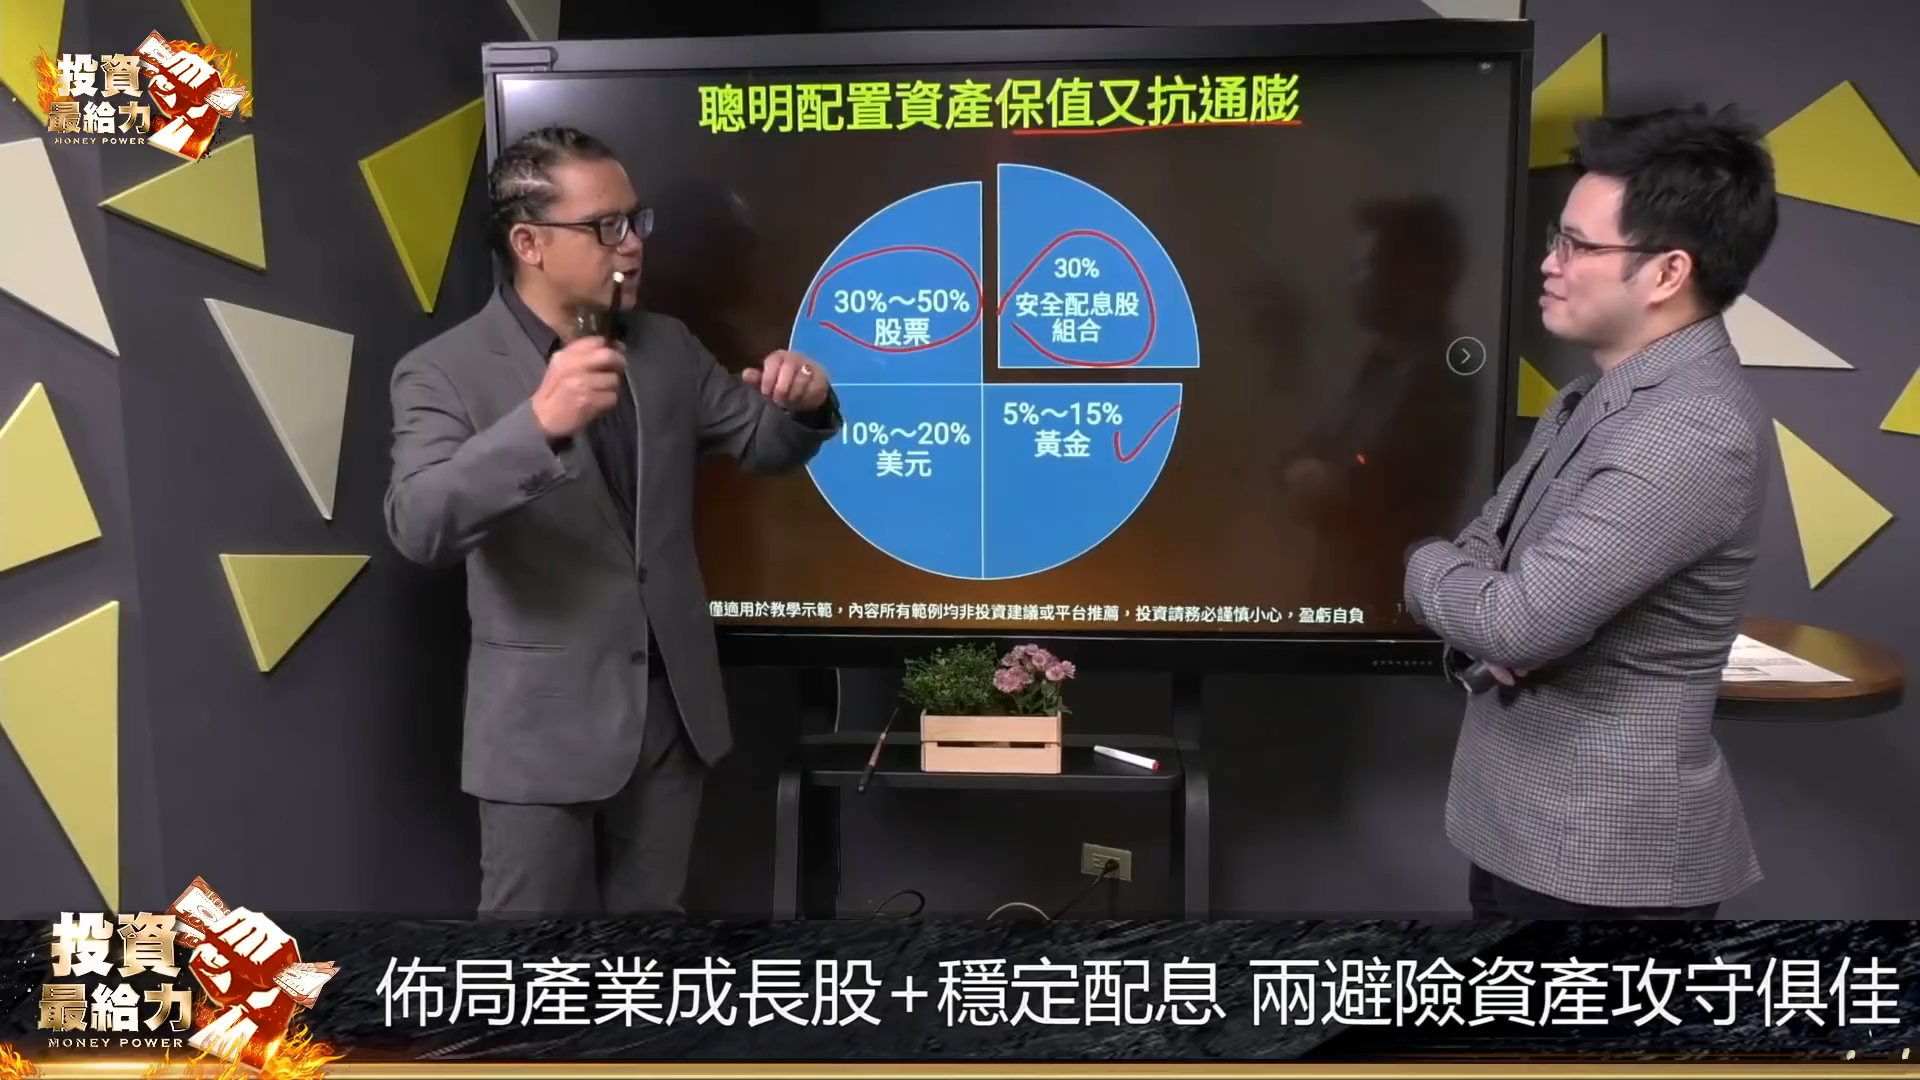 投資
最給力
MONEY POWER
聰明配置資產保值又抗通膨
30%～50%
股票
30%
安全配息股
組合
10%～20%
美元
5%～15%
黃金
僅適用於教學示範，內容所有範例均非投資建議或平台推薦，投資請務必謹慎小心，盈虧自負
投資
最給力
MONEY POWER
佈局產業成長股+穩定配息 兩避險資產攻守俱佳